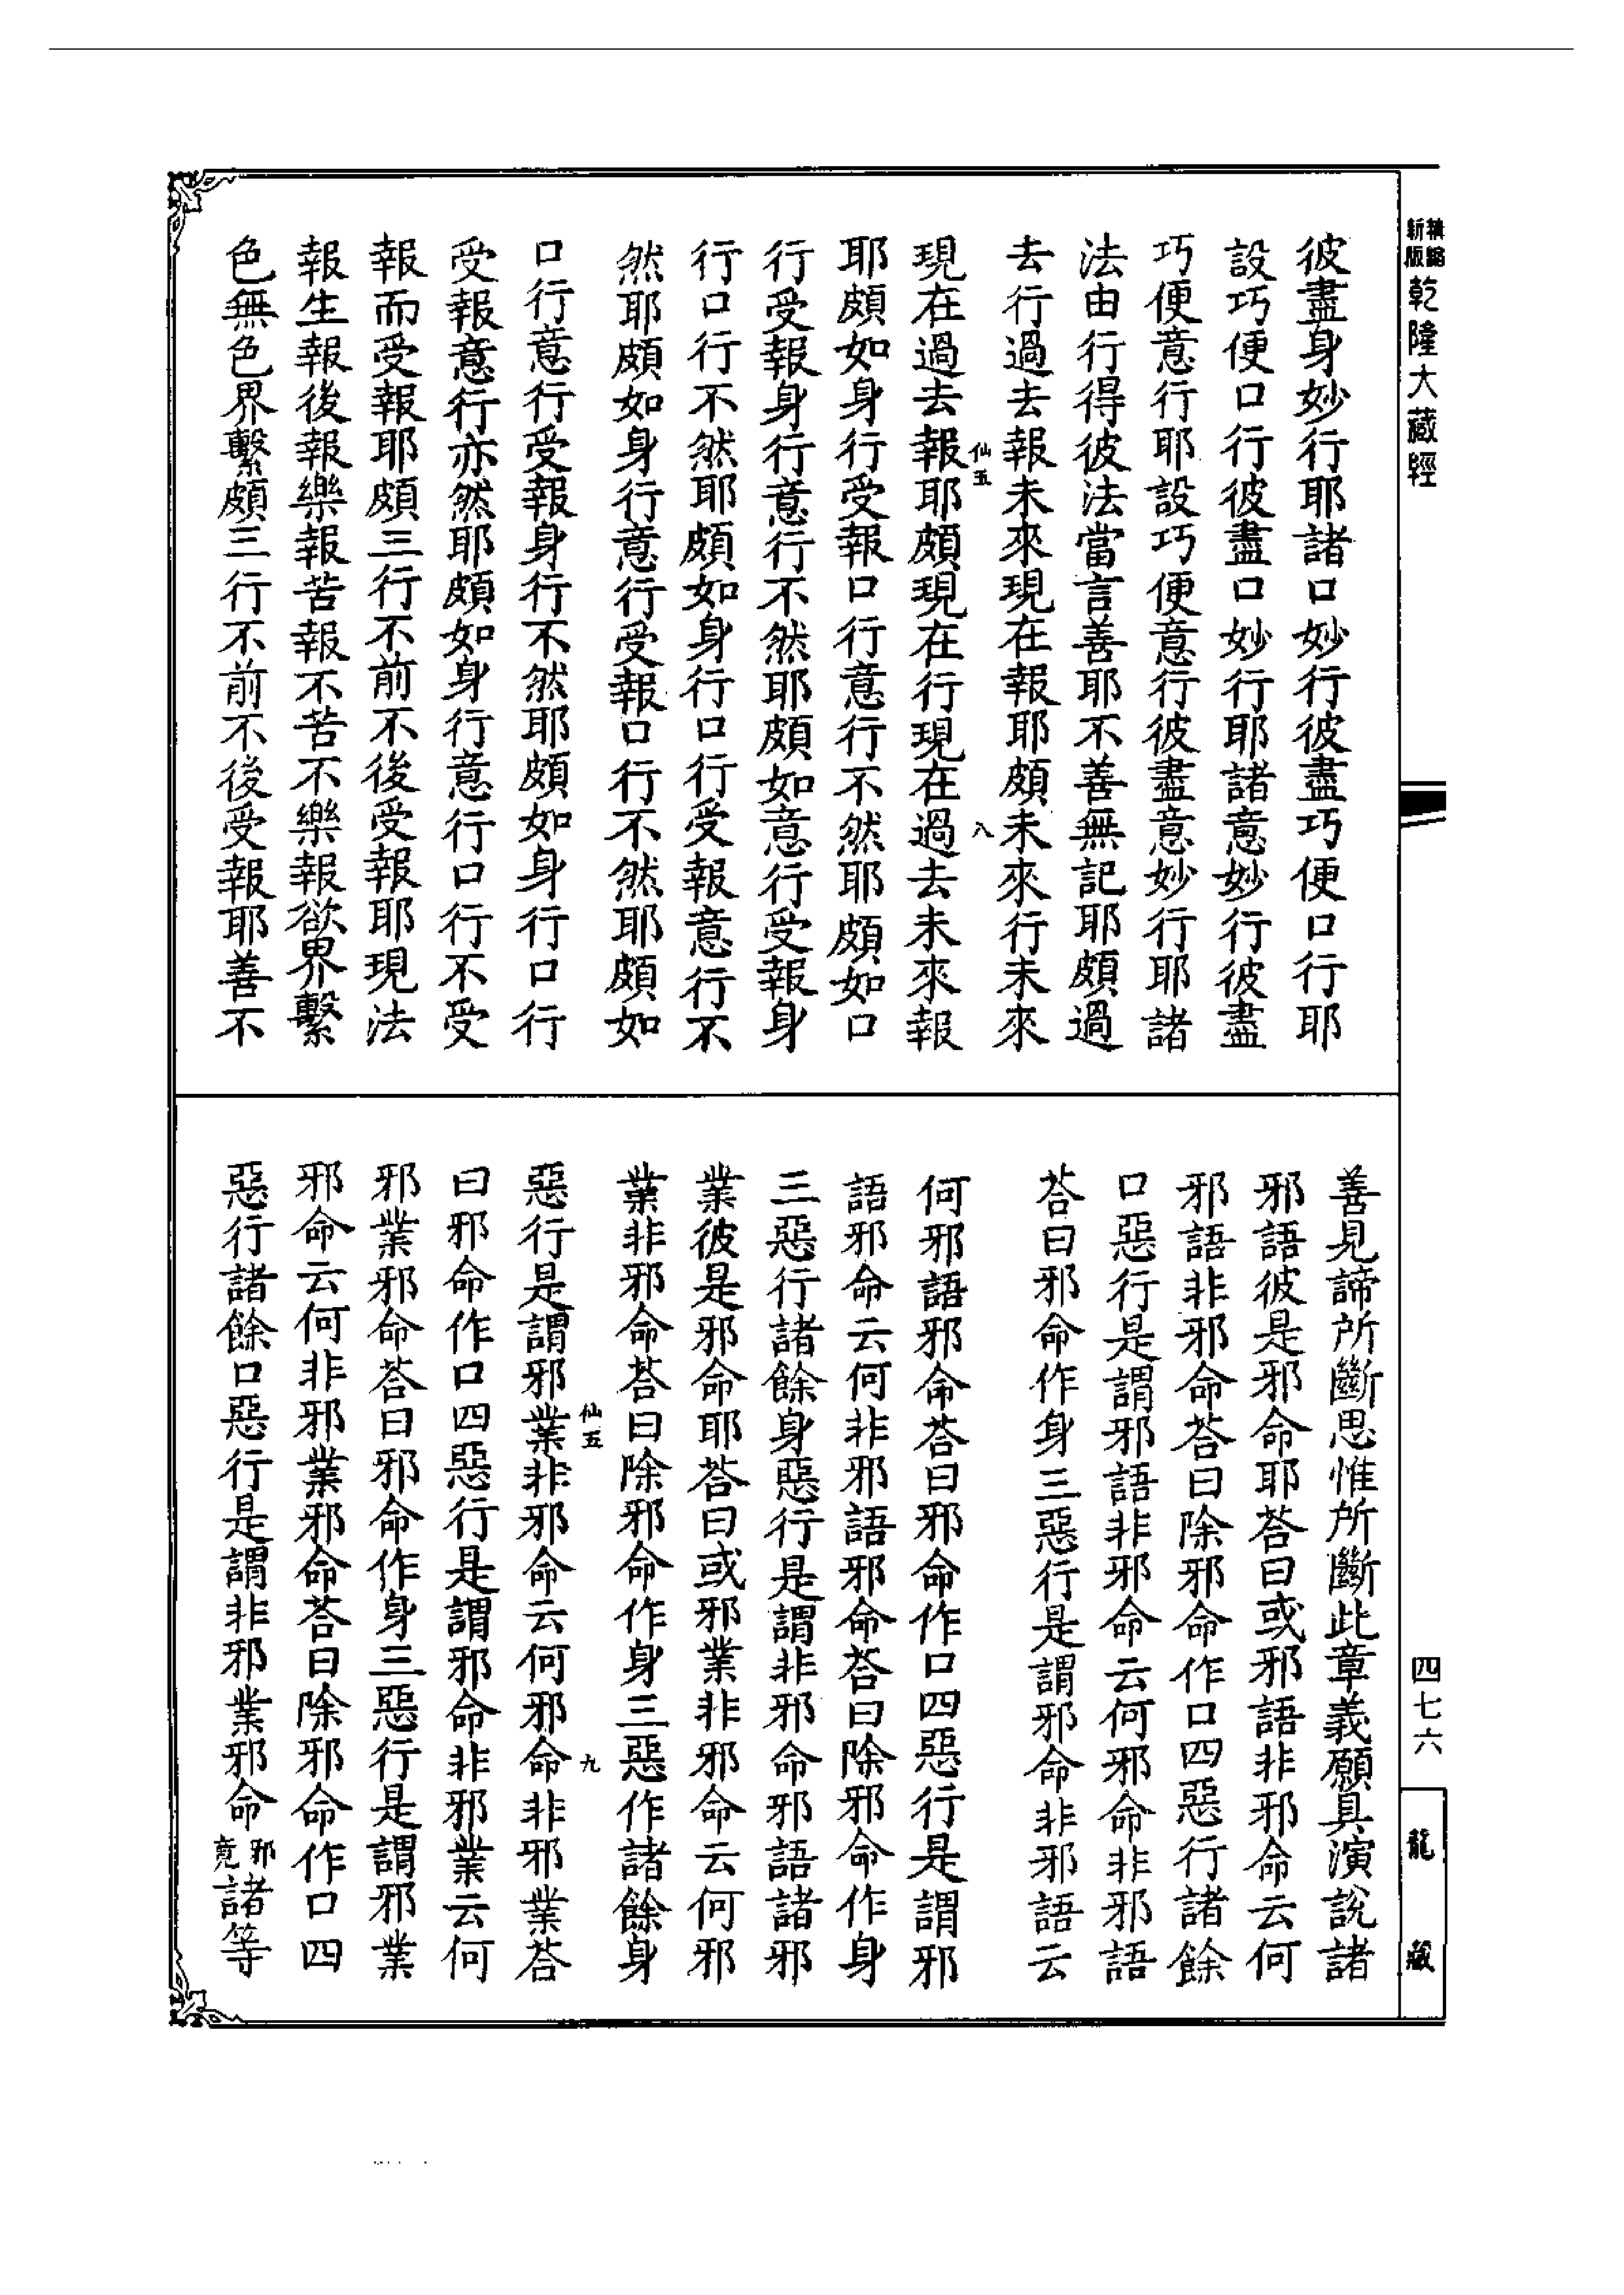 新版精縮乾隆大藏經
彼盡身妙行耶諸口妙行彼盡巧便口行耶
設巧便口行彼盡口妙行耶諸意妙行彼盡
巧便意行耶設巧便意行彼盡意妙行耶諸
法由行得彼法當言善耶不善無記耶頗過
去行過去報未來現在報耶頗未來行未來
仙五
八
現在過去報耶頗現在行現在過去未來報
耶頗如身行受報口行意行不然耶頗如口
行受報身行意行不然耶頗如意行受報身
行口行不然耶頗如身行口行受報意行不
然耶頗如身行意行受報口行不然耶頗如
口行意行受報身行不然耶頗如身行口行
受報意行亦然耶頗如身行意行口行不受
報而受報耶頗三行不前不後受報耶現法
報生報後報樂報苦報不苦不樂報欲界繫
色無色界繫頗三行不前不後受報耶善不
四七六
龍藏
善見諦所斷思惟所斷此章義願具演說諸
邪語彼是邪命耶荅曰或邪語非邪命云何
邪語非邪命荅曰除邪命作口四惡行諸餘
口惡行是謂邪語非邪命云何邪命非邪語
荅曰邪命作身三惡行是謂邪命非邪語云
何邪語邪命荅曰邪命作口四惡行是謂邪
語邪命云何非邪語邪命荅曰除邪命作身
三惡行諸餘身惡行是謂非邪命邪語諸邪
業彼是邪命耶荅曰或邪業非邪命云何邪
業非邪命荅曰除邪命作身三惡作諸餘身
仙五
九
惡行是謂邪業非邪命云何邪命非邪業荅
曰邪命作口四惡行是謂邪命非邪業云何
邪業邪命荅曰邪命作身三惡行是謂邪業
邪命云何非邪業邪命荅曰除邪命作口四
惡行諸餘口惡行是謂非邪業邪命邪竟諸等